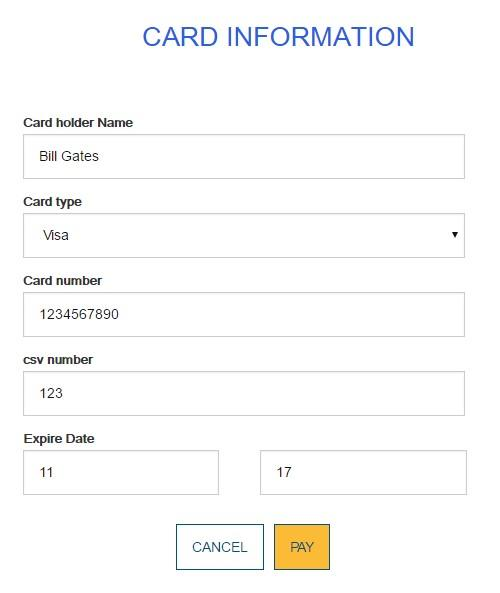 CARD INFORMATION
Card holder Name
Bill Gates
Card type
Visa
Card number
1234567890
csv number
123
Expire Date
11 17
CANCEL PAY